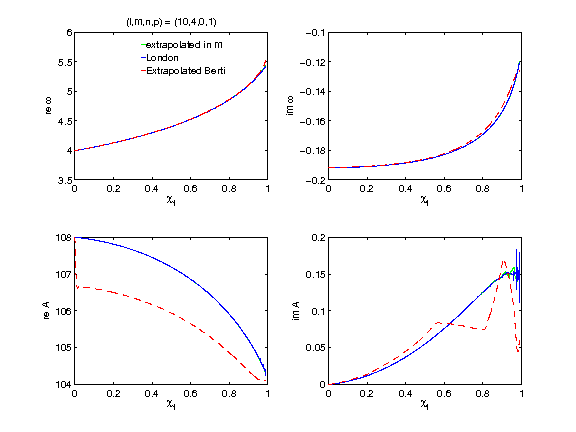 (l,m,n,p) = (10,4,0,1)
6
5.5
5
4.5
4
3.5
0 0.2 0.4 0.6 0.8 1
re ω
χf
extrapolated in m
London
Extrapolated Berti
−0.1
−0.12
−0.14
−0.16
−0.18
−0.2
0 0.2 0.4 0.6 0.8 1
im ω
χf
108
107
106
105
104
0 0.2 0.4 0.6 0.8 1
re A
χf
0.2
0.15
0.1
0.05
0
0 0.2 0.4 0.6 0.8 1
im A
χf